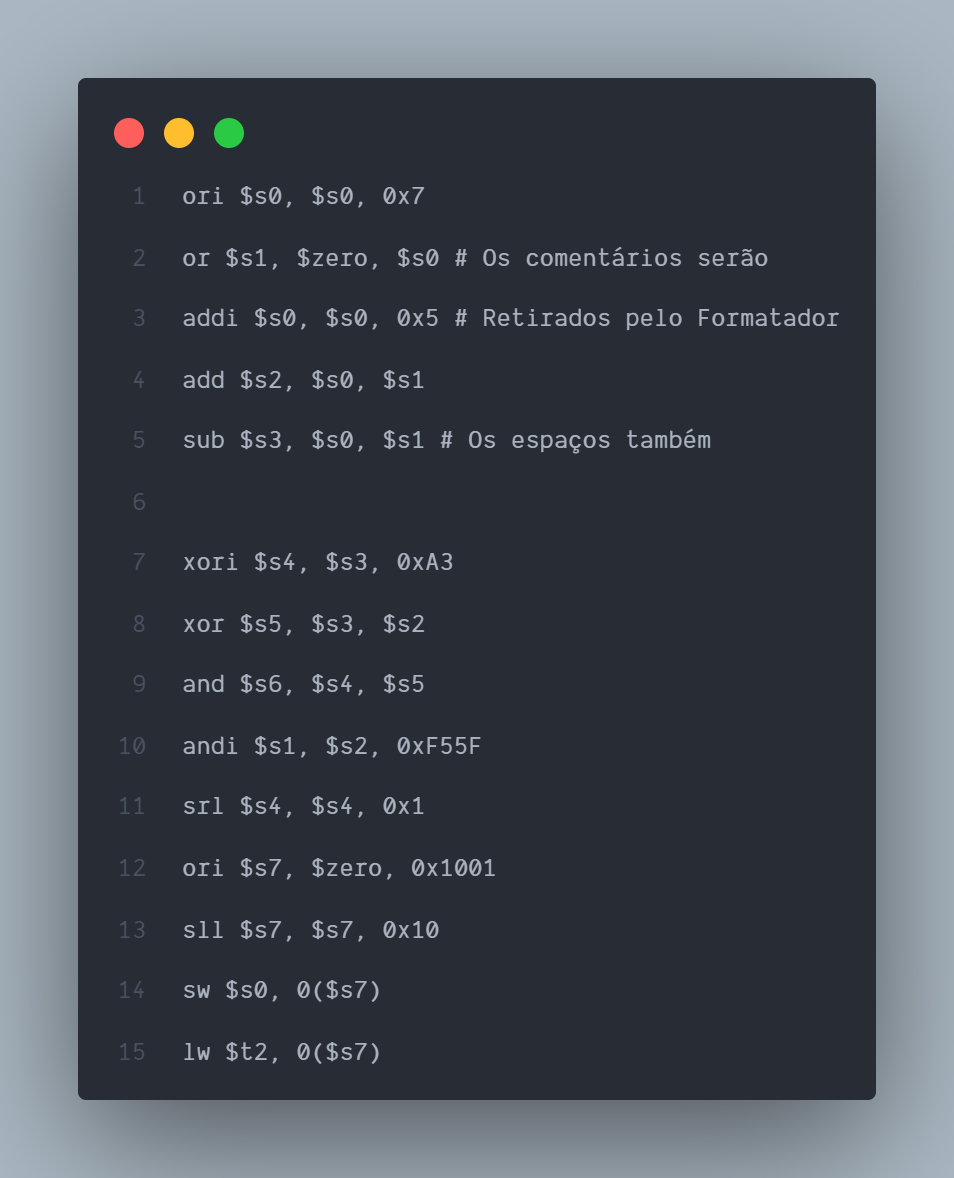 1 ori $s0, $s0, 0x7
2 or $s1, $zero, $s0 # Os comentários serão
3 addi $s0, $s0, 0x5 # Retirados pelo Formatador
4 add $s2, $s0, $s1
5 sub $s3, $s0, $s1 # Os espaços também
6
7 xori $s4, $s3, 0xA3
8 xor $s5, $s3, $s2
9 and $s6, $s4, $s5
10 andi $s1, $s2, 0xF55F
11 srl $s4, $s4, 0x1
12 ori $s7, $zero, 0x1001
13 sll $s7, $s7, 0x10
14 sw $s0, 0($s7)
15 lw $t2, 0($s7)